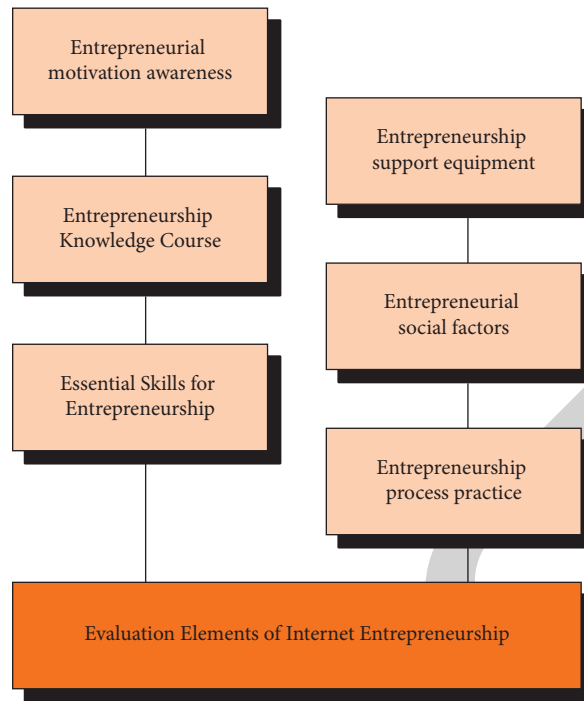 Entrepreneurial
motivation awareness
Entrepreneurship
Knowledge Course
Essential Skills for
Entrepreneurship
Entrepreneurship
support equipment
Entrepreneurial
social factors
Entrepreneurship
process practice
Evaluation Elements of Internet Entrepreneurship